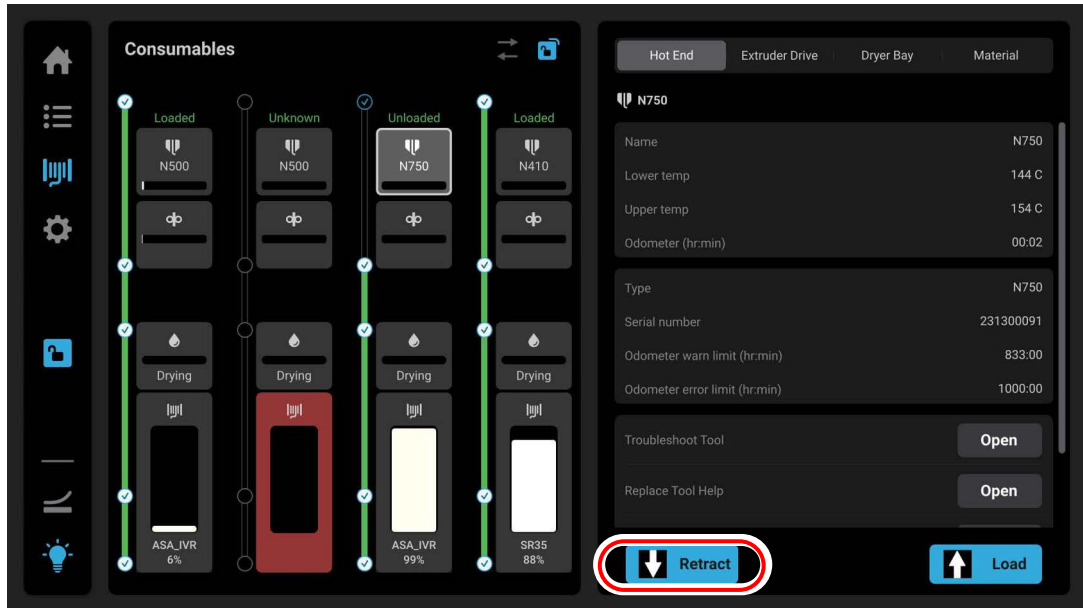 Consumables
Loaded
Unknown
Unloaded
Loaded
N500
N500
N750
N410
Drying
Drying
Drying
Drying
ASA_IVR
6%
ASA_IVR
99%
SR35
88%
Hot End
Extruder Drive
Dryer Bay
Material
N750
Name
N750
Lower temp
144 C
Upper temp
154 C
Odometer (hr:min)
00:02
Type
N750
Serial number
231300091
Odometer warn limit (hr:min)
833:00
Odometer error limit (hr:min)
1000:00
Troubleshoot Tool
Open
Replace Tool Help
Open
Retract
Load